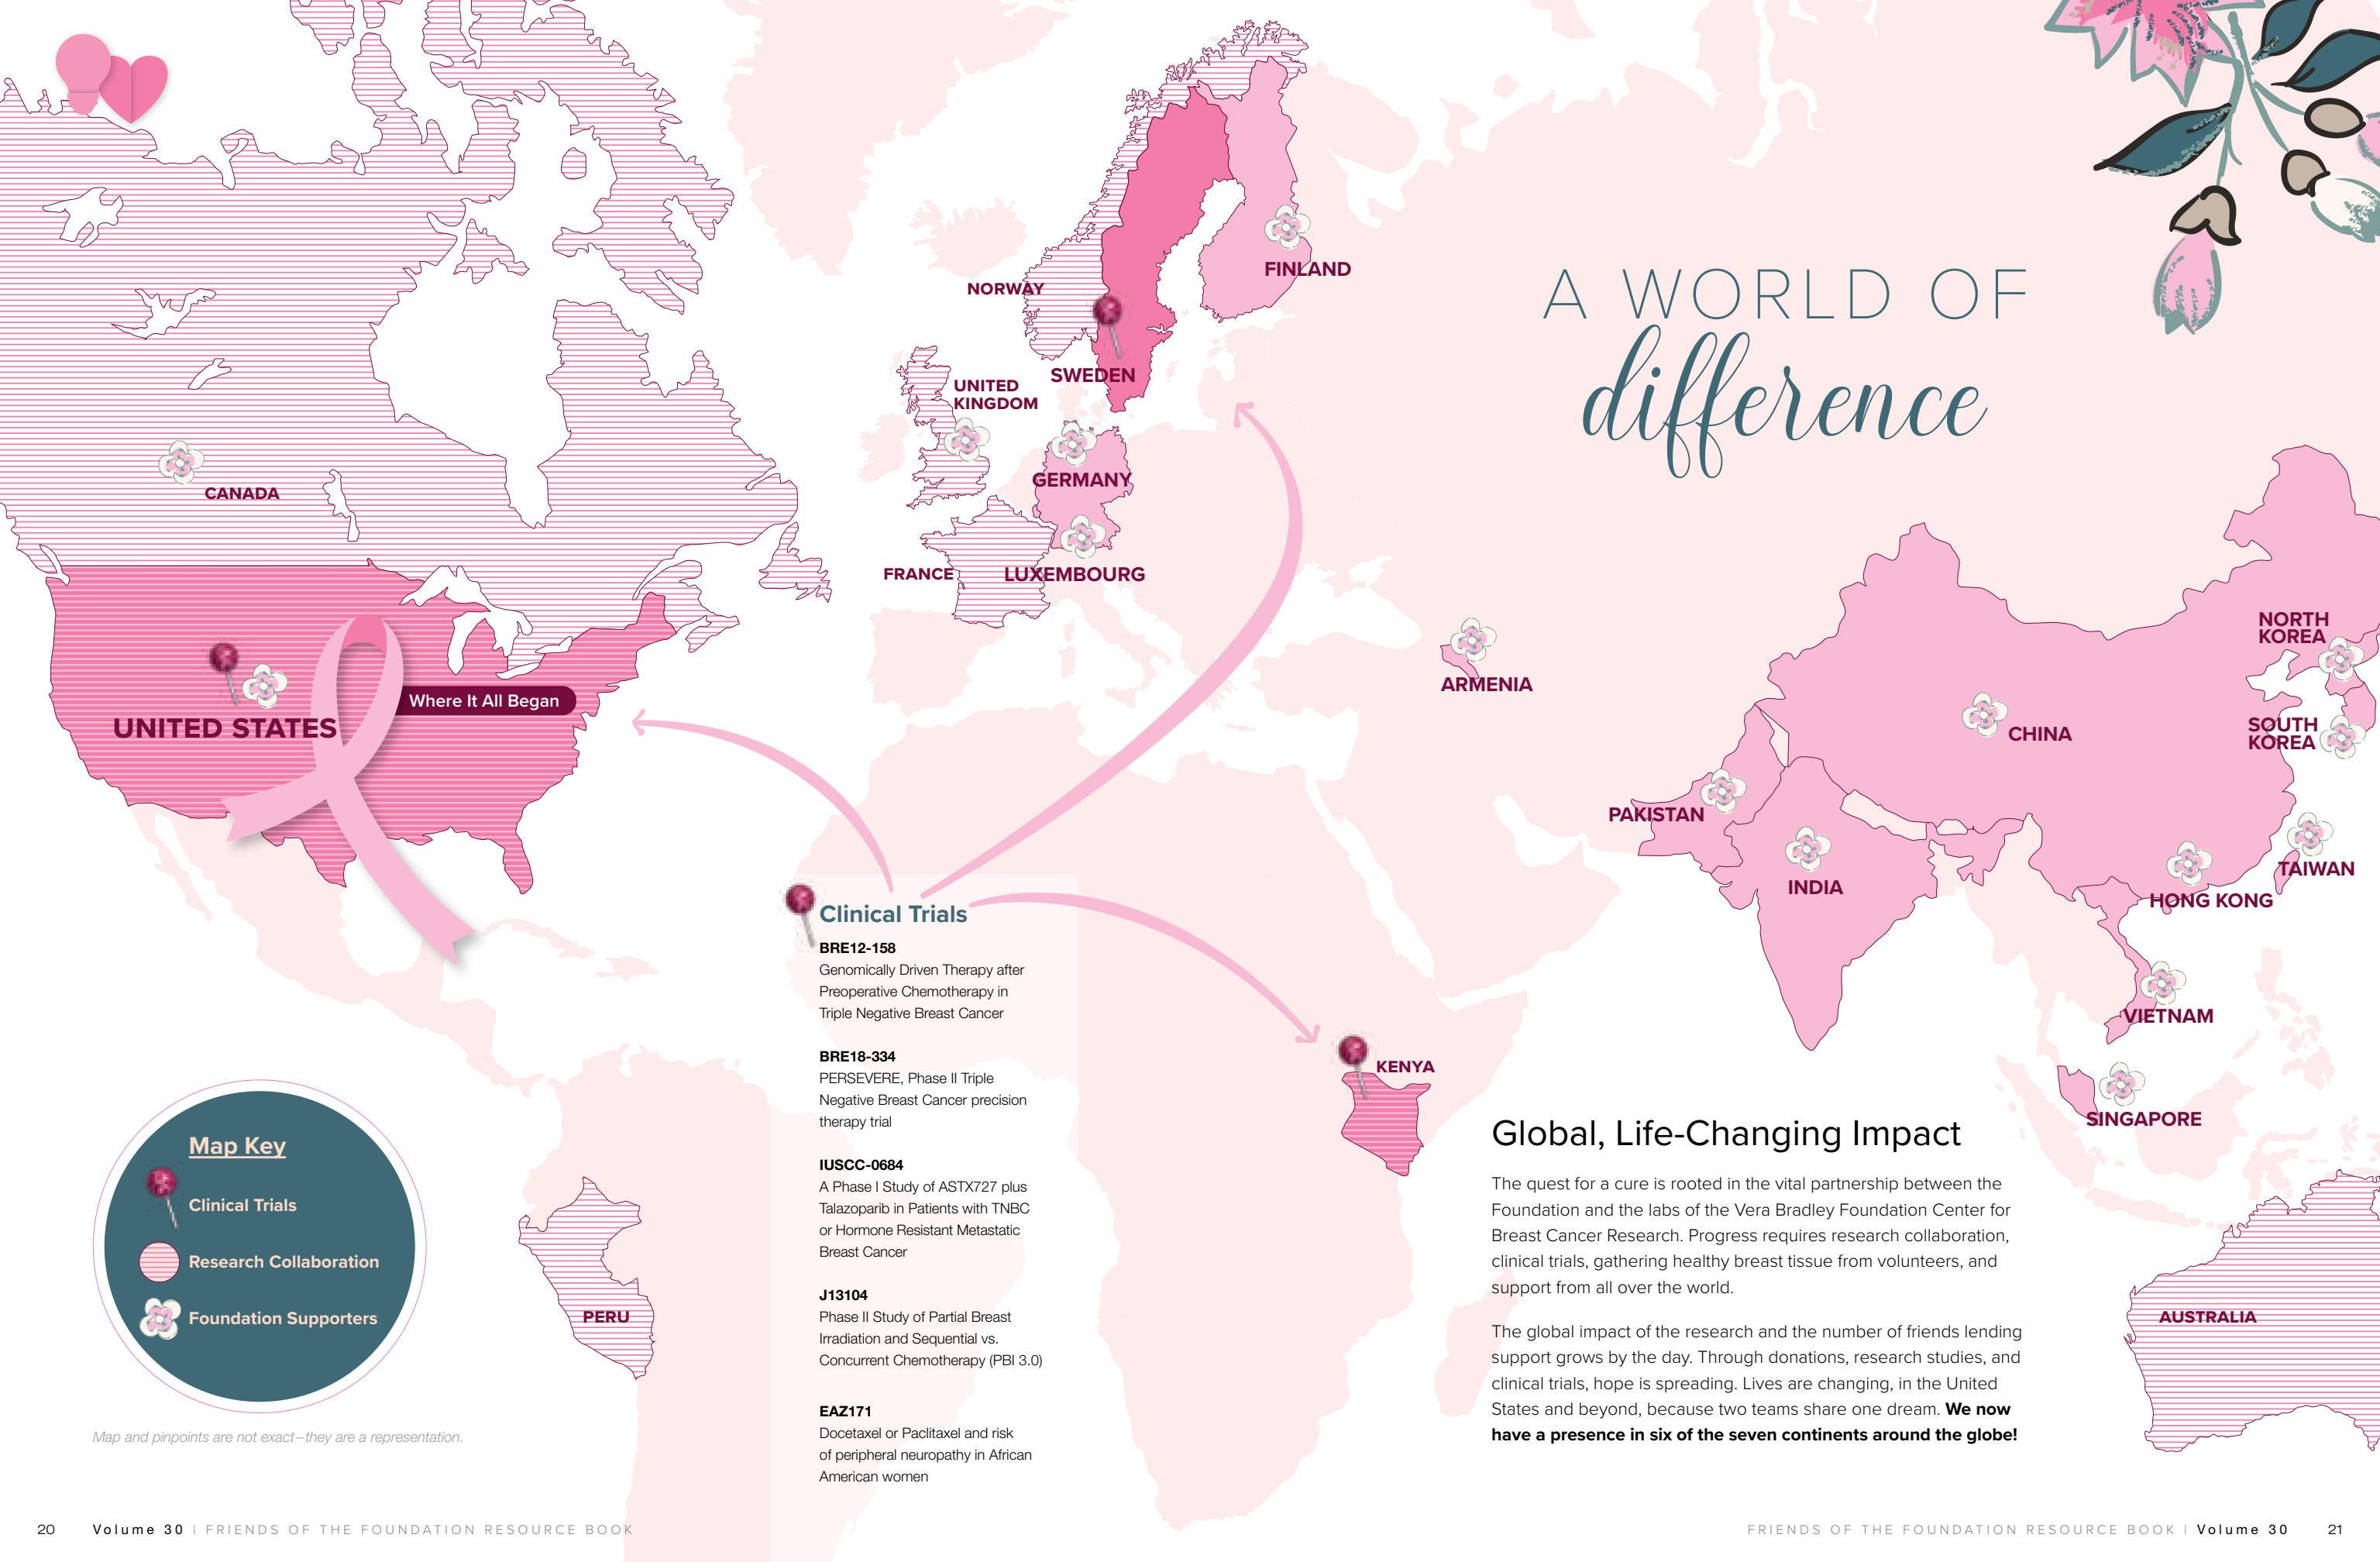 A WORLD OF
difference
NORWAY
FINLAND
SWEDEN
UNITED
KINGDOM
GERMANY
FRANCE
LUXEMBOURG
CANADA
UNITED STATES
Where It All Began
ARMENIA
NORTH
KOREA
SOUTH
KOREA
CHINA
PAKISTAN
INDIA
TAIWAN
HONG KONG
VIETNAM
SINGAPORE
KENYA
PERU
AUSTRALIA
Clinical Trials
BRE12-158
Genomically Driven Therapy after
Preoperative Chemotherapy in
Triple Negative Breast Cancer
BRE18-334
PERSEVERE, Phase II Triple
Negative Breast Cancer precision
therapy trial
IUSCC-0684
A Phase I Study of ASTX727 plus
Talazoparib in Patients with TNBC
or Hormone Resistant Metastatic
Breast Cancer
J13104
Phase II Study of Partial Breast
Irradiation and Sequential vs.
Concurrent Chemotherapy (PBI 3.0)
EAZ171
Docetaxel or Paclitaxel and risk
of peripheral neuropathy in African
American women
Map Key
Clinical Trials
Research Collaboration
Foundation Supporters
Map and pinpoints are not exact–they are a representation.
Global, Life-Changing Impact
The quest for a cure is rooted in the vital partnership between the
Foundation and the labs of the Vera Bradley Foundation Center for
Breast Cancer Research. Progress requires research collaboration,
clinical trials, gathering healthy breast tissue from volunteers, and
support from all over the world.
The global impact of the research and the number of friends lending
support grows by the day. Through donations, research studies, and
clinical trials, hope is spreading. Lives are changing, in the United
States and beyond, because two teams share one dream. We now
have a presence in six of the seven continents around the globe!
20 Volume 30 | FRIENDS OF THE FOUNDATION RESOURCE BOOK
FRIENDS OF THE FOUNDATION RESOURCE BOOK | Volume 30 21